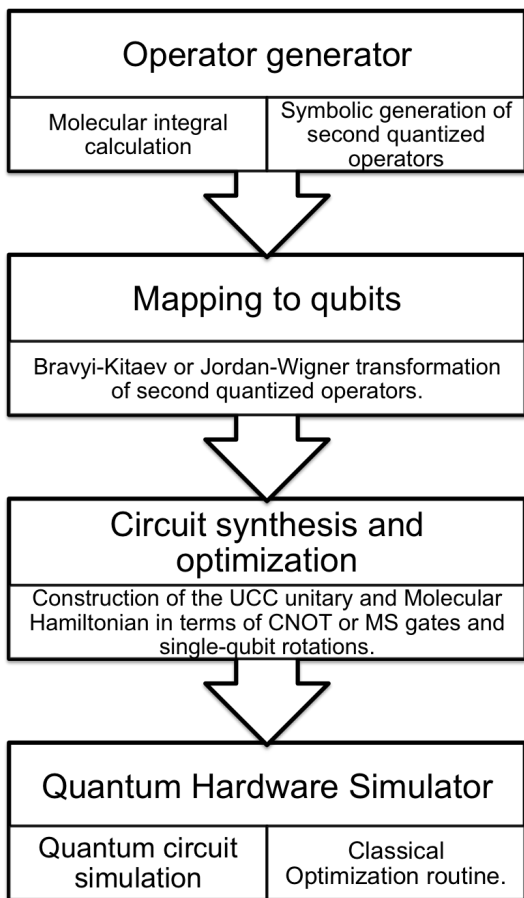 Operator generator
Molecular integral
calculation
Symbolic generation of
second quantized
operators
Mapping to qubits
Bravyi-Kitaev or Jordan-Wigner transformation
of second quantized operators.
Circuit synthesis and
optimization
Construction of the UCC unitary and Molecular
Hamiltonian in terms of CNOT or MS gates and
single-qubit rotations.
Quantum Hardware Simulator
Quantum circuit
simulation
Classical
Optimization routine.